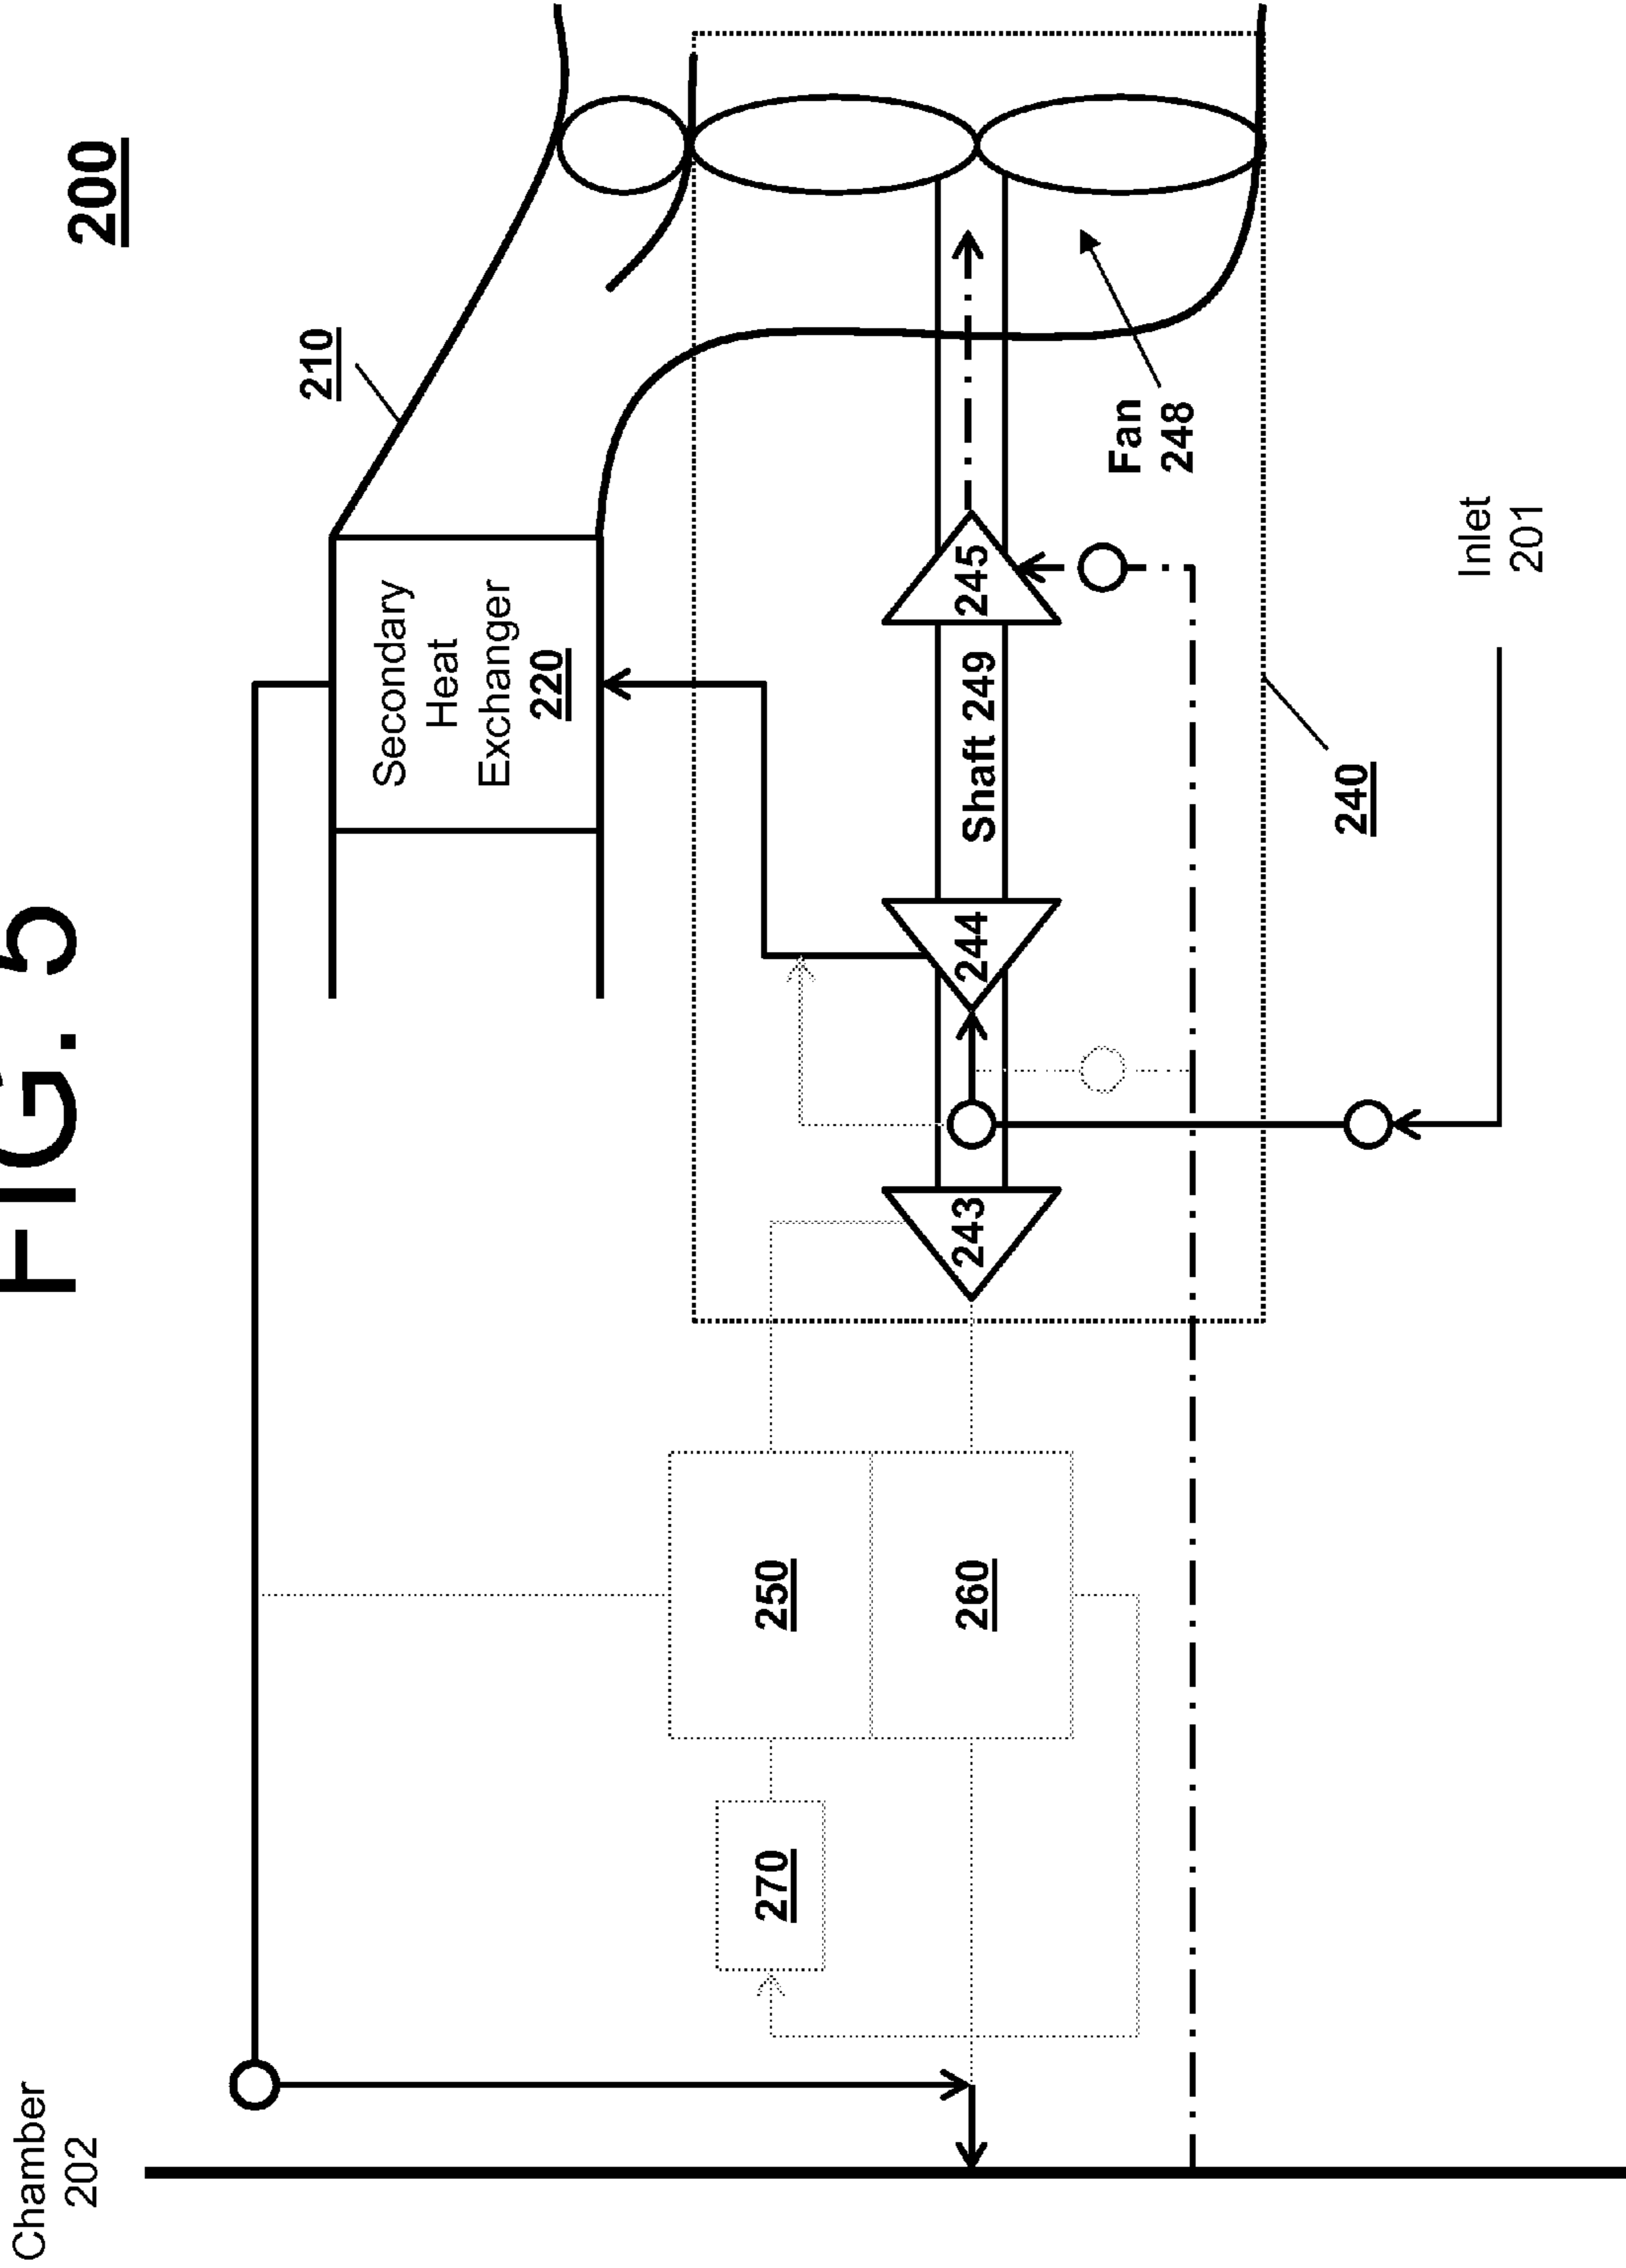 FIG. 5
200
210
Secondary
Heat
Exchanger
220
Chamber
202
270
250
260
243
244
Shaft 249
245
Fan
248
240
Inlet
201